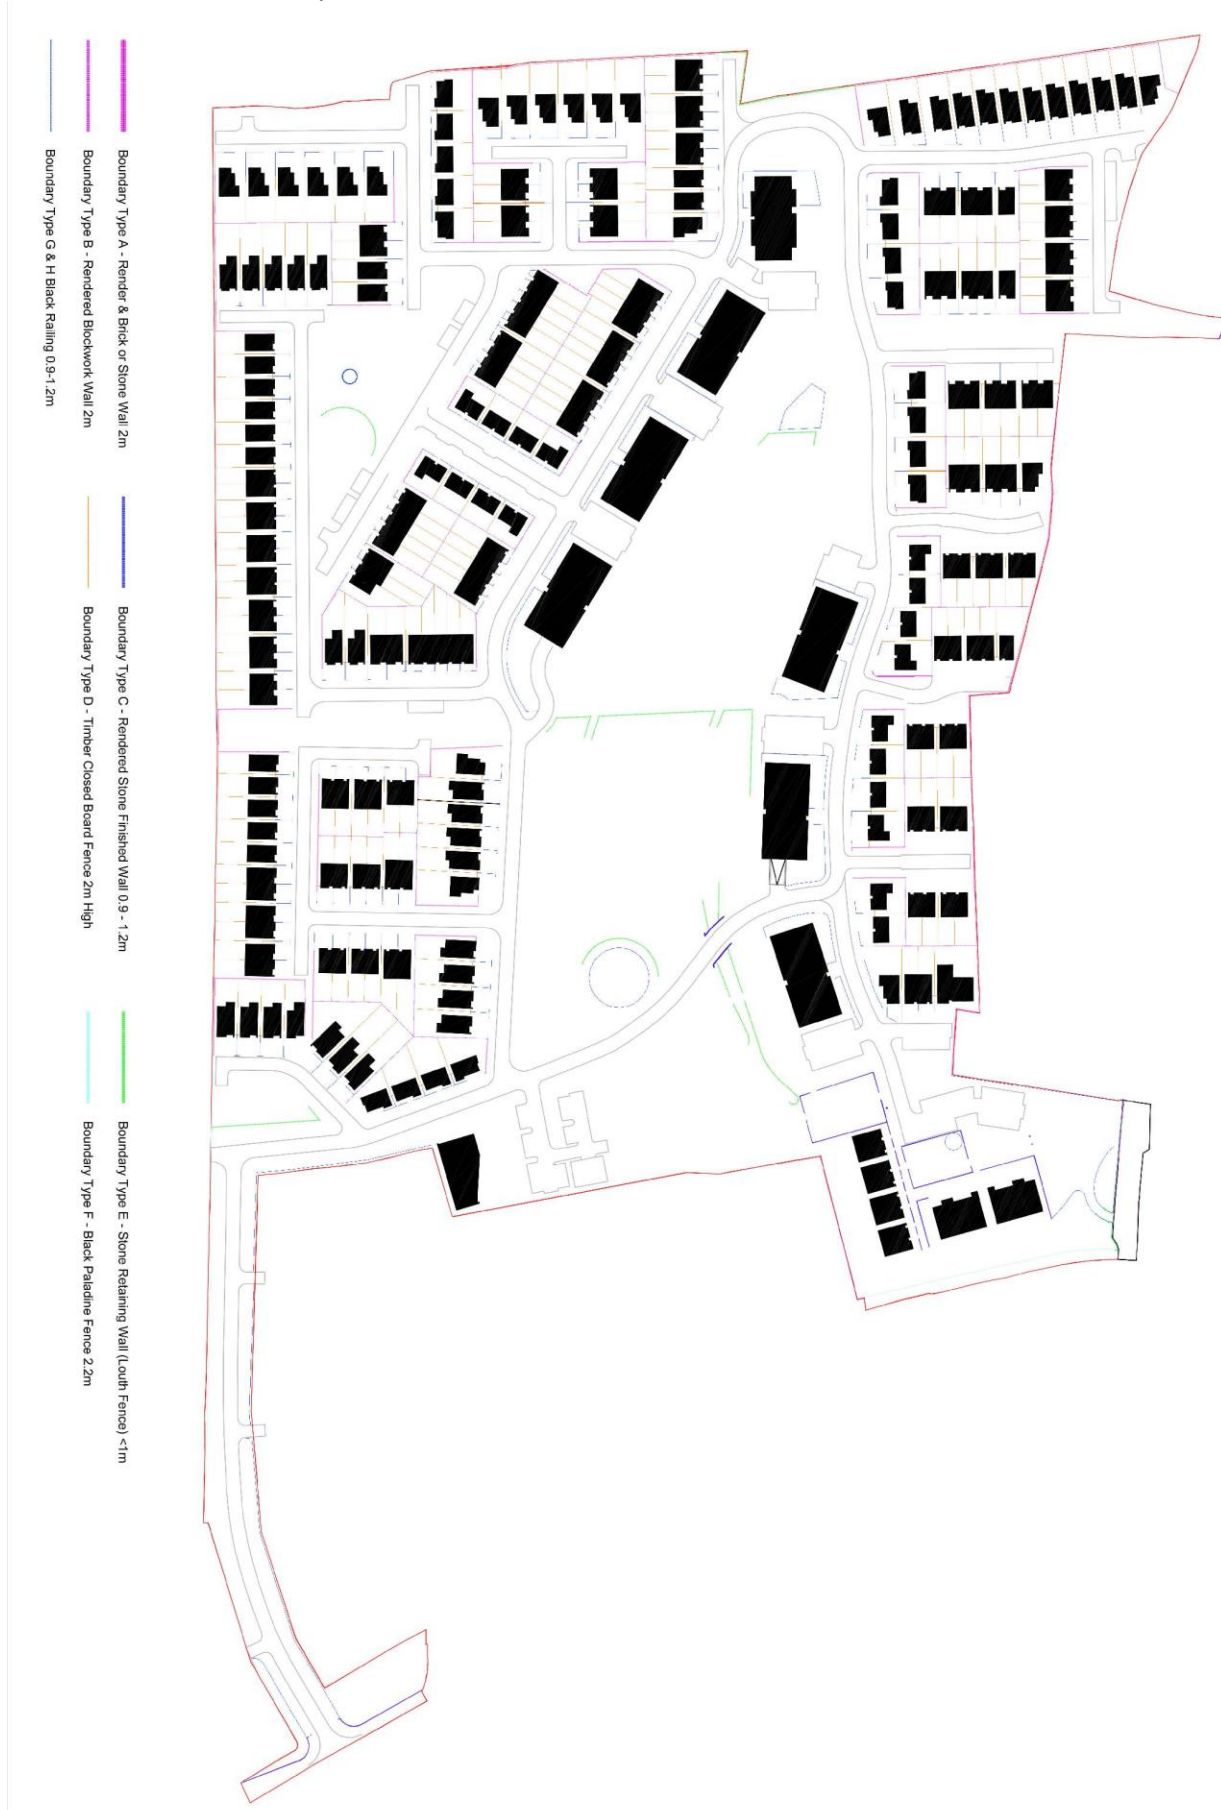 Boundary Type A - Render & Brick or Stone Wall 2m
Boundary Type C - Rendered Stone Finished Wall 0.9 - 1.2m
Boundary Type E - Stone Retaining Wall (Louth Fence) <1m
Boundary Type B - Rendered Blockwork Wall 2m
Boundary Type D - Timber Closed Board Fence 2m High
Boundary Type F - Black Paladine Fence 2.2m
Boundary Type G & H Black Railing 0.9-1.2m